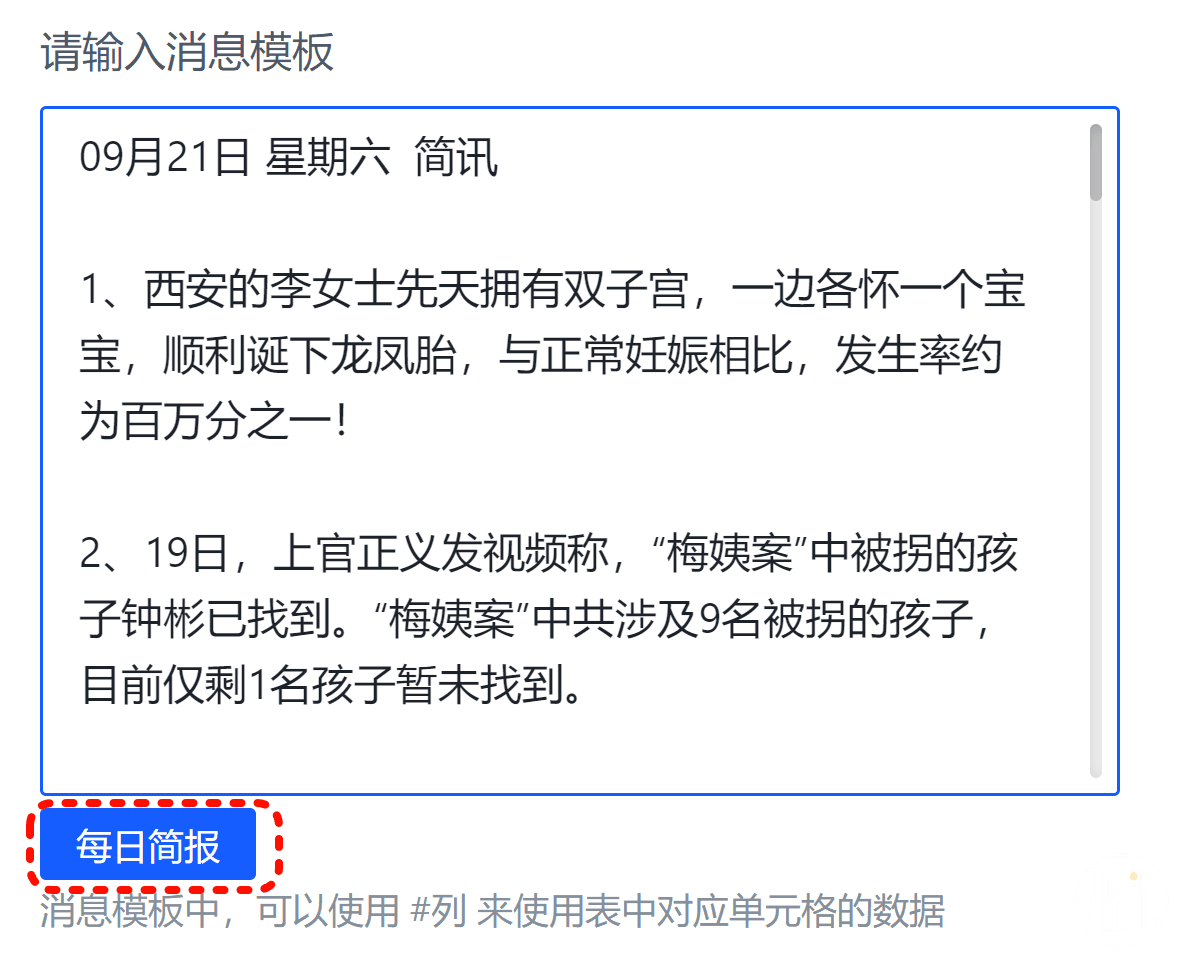 请输入消息模板
09月21日 星期六  简讯
1、西安的李女士先天拥有双子宫，一边各怀一个宝
宝，顺利诞下龙凤胎，与正常妊娠相比，发生率约
为百万分之一！
2、19日，上官正义发视频称，“梅姨案”中被拐的孩
子钟彬已找到。“梅姨案”中共涉及9名被拐的孩子，
目前仅剩1名孩子暂未找到。
每日简报
消息模板中，可以使用 #列 来使用表中对应单元格的数据